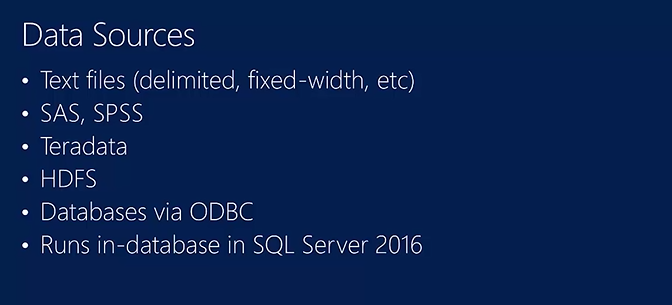 Data Sources
• Text files (delimited, fixed-width, etc)
• SAS, SPSS
• Teradata
• HDFS
• Databases via ODBC
• Runs in-database in SQL Server 2016